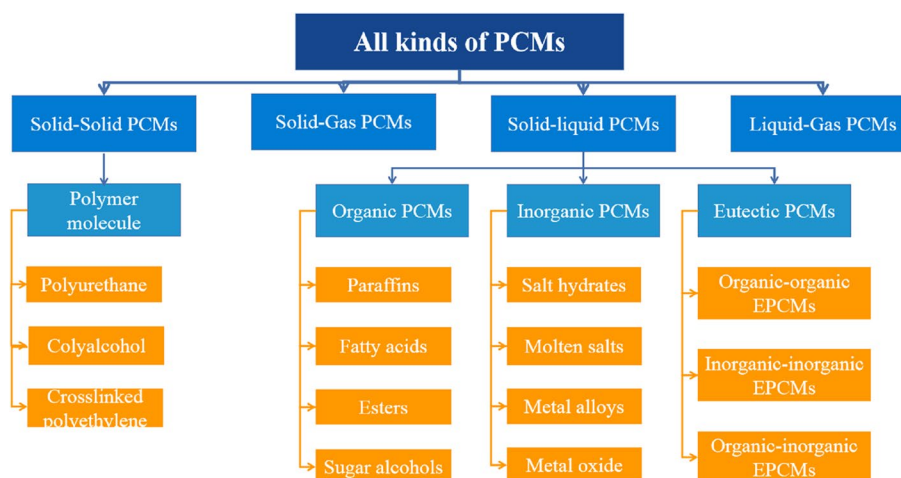 All kinds of PCMs
Solid-Solid PCMs
Solid-Gas PCMs
Solid-liquid PCMs
Liquid-Gas PCMs
Polymer
molecule
Organic PCMs
Inorganic PCMs
Eutectic PCMs
Polyurethane
Colyalcohol
Crosslinked
polyethylene
Paraffins
Fatty acids
Esters
Sugar alcohols
Salt hydrates
Molten salts
Metal alloys
Metal oxide
Organic-organic
EPCMs
Inorganic-inorganic
EPCMs
Organic-inorganic
EPCMs